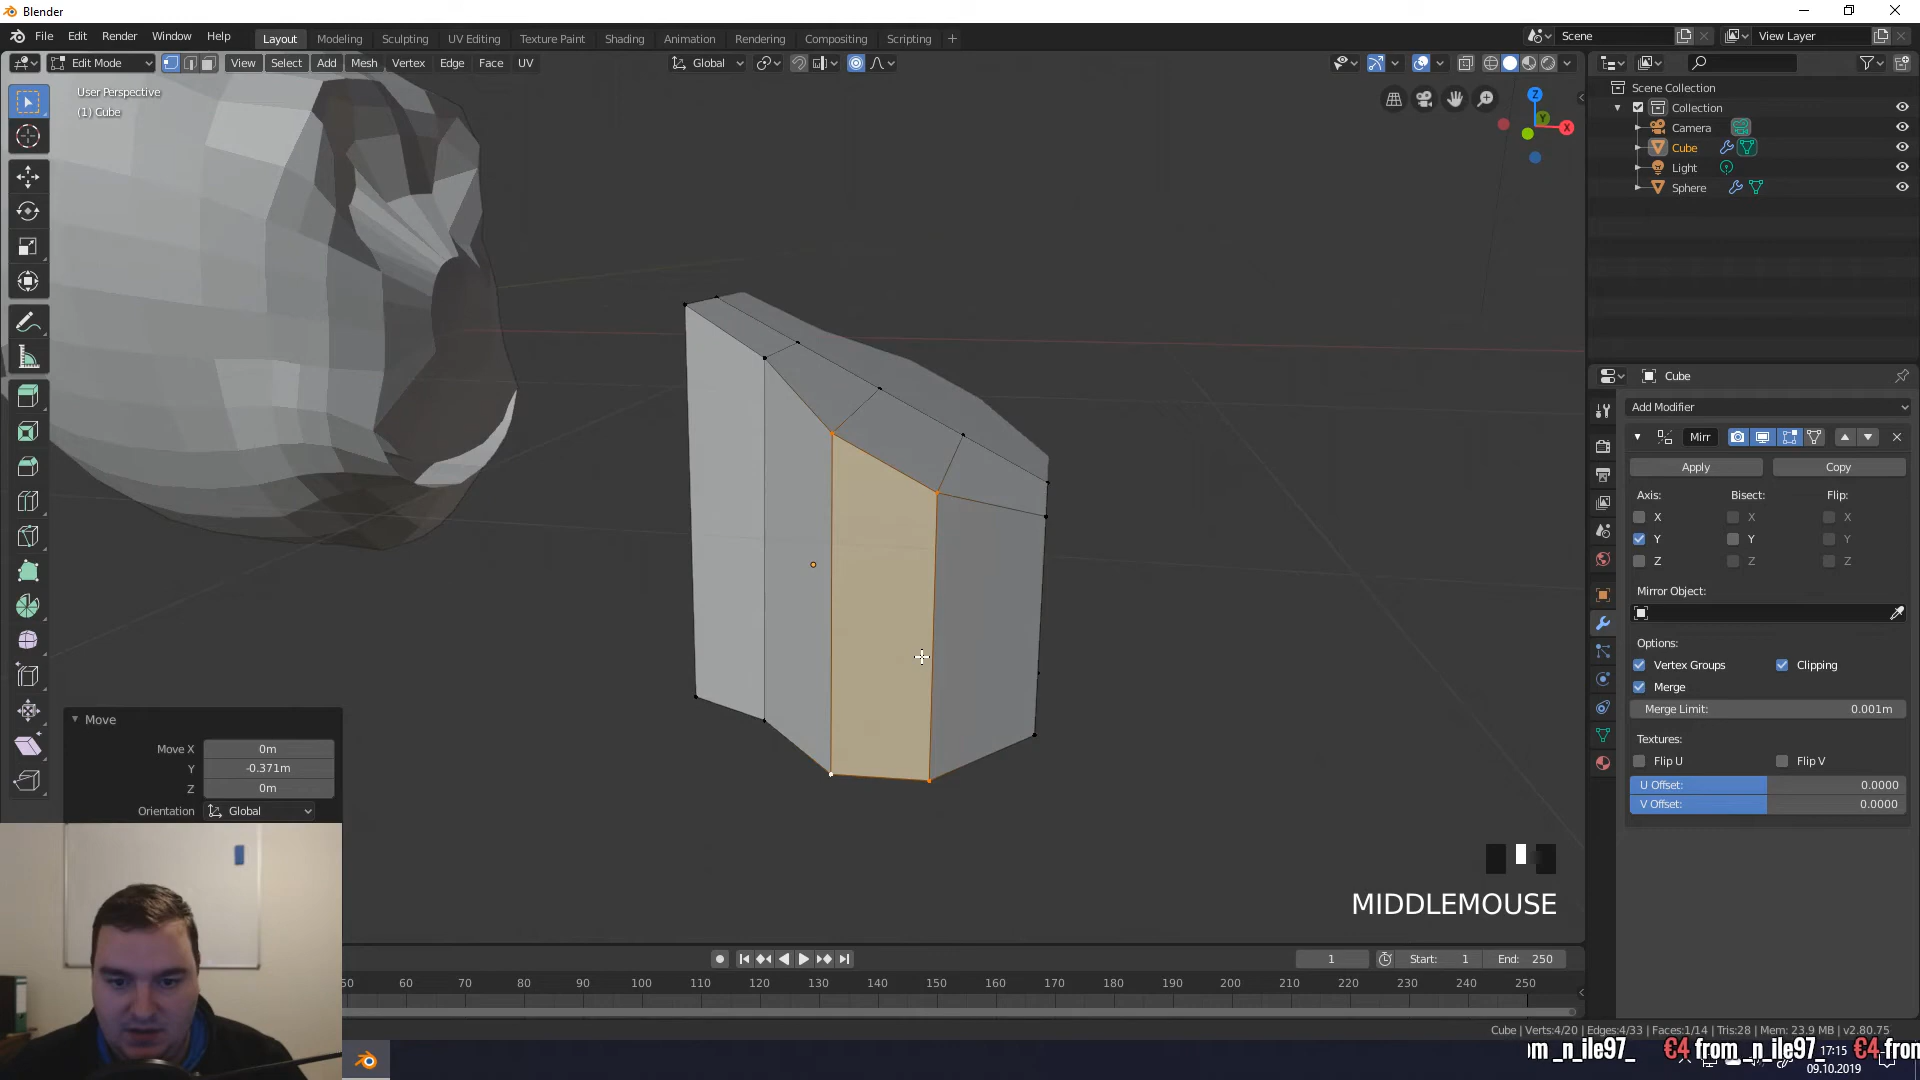 Blender
File Edit Render Window Help
Layout Modeling Sculpting UV Editing Texture Paint Shading Animation Rendering Compositing Scripting +
Scene
View Layer
Edit Mode
View Select Add Mesh Vertex Edge Face UV
Global
User Perspective
(1) Cube
Z
Y
X
Scene Collection
Collection
Camera
Cube
Light
Sphere
Cube
Add Modifier
Mirr
Apply
Copy
Axis:
Bisect:
Flip:
X X X
Y Y Y
Z Z Z
Mirror Object:
Options:
Vertex Groups
Clipping
Merge
Merge Limit: 0.001m
Textures:
Flip U
Flip V
U Offset: 0.0000
V Offset: 0.0000
Move
Move X 0m
Y -0.371m
Z 0m
Orientation Global
MIDDLEMOUSE
1
Start: 1
End: 250
50 60 70 80 90 100 110 120 130 140 150 160 170 180 190 200 210 220 230 240 250
Cube | Verts:4/20 | Edges:4/33 | Faces:1/14 | Tris:28 | Mem: 23.9 MB | v2.80.75
om _n_ile97_ €4 from _n_ile97_ €4 from
17:15
09.10.2019